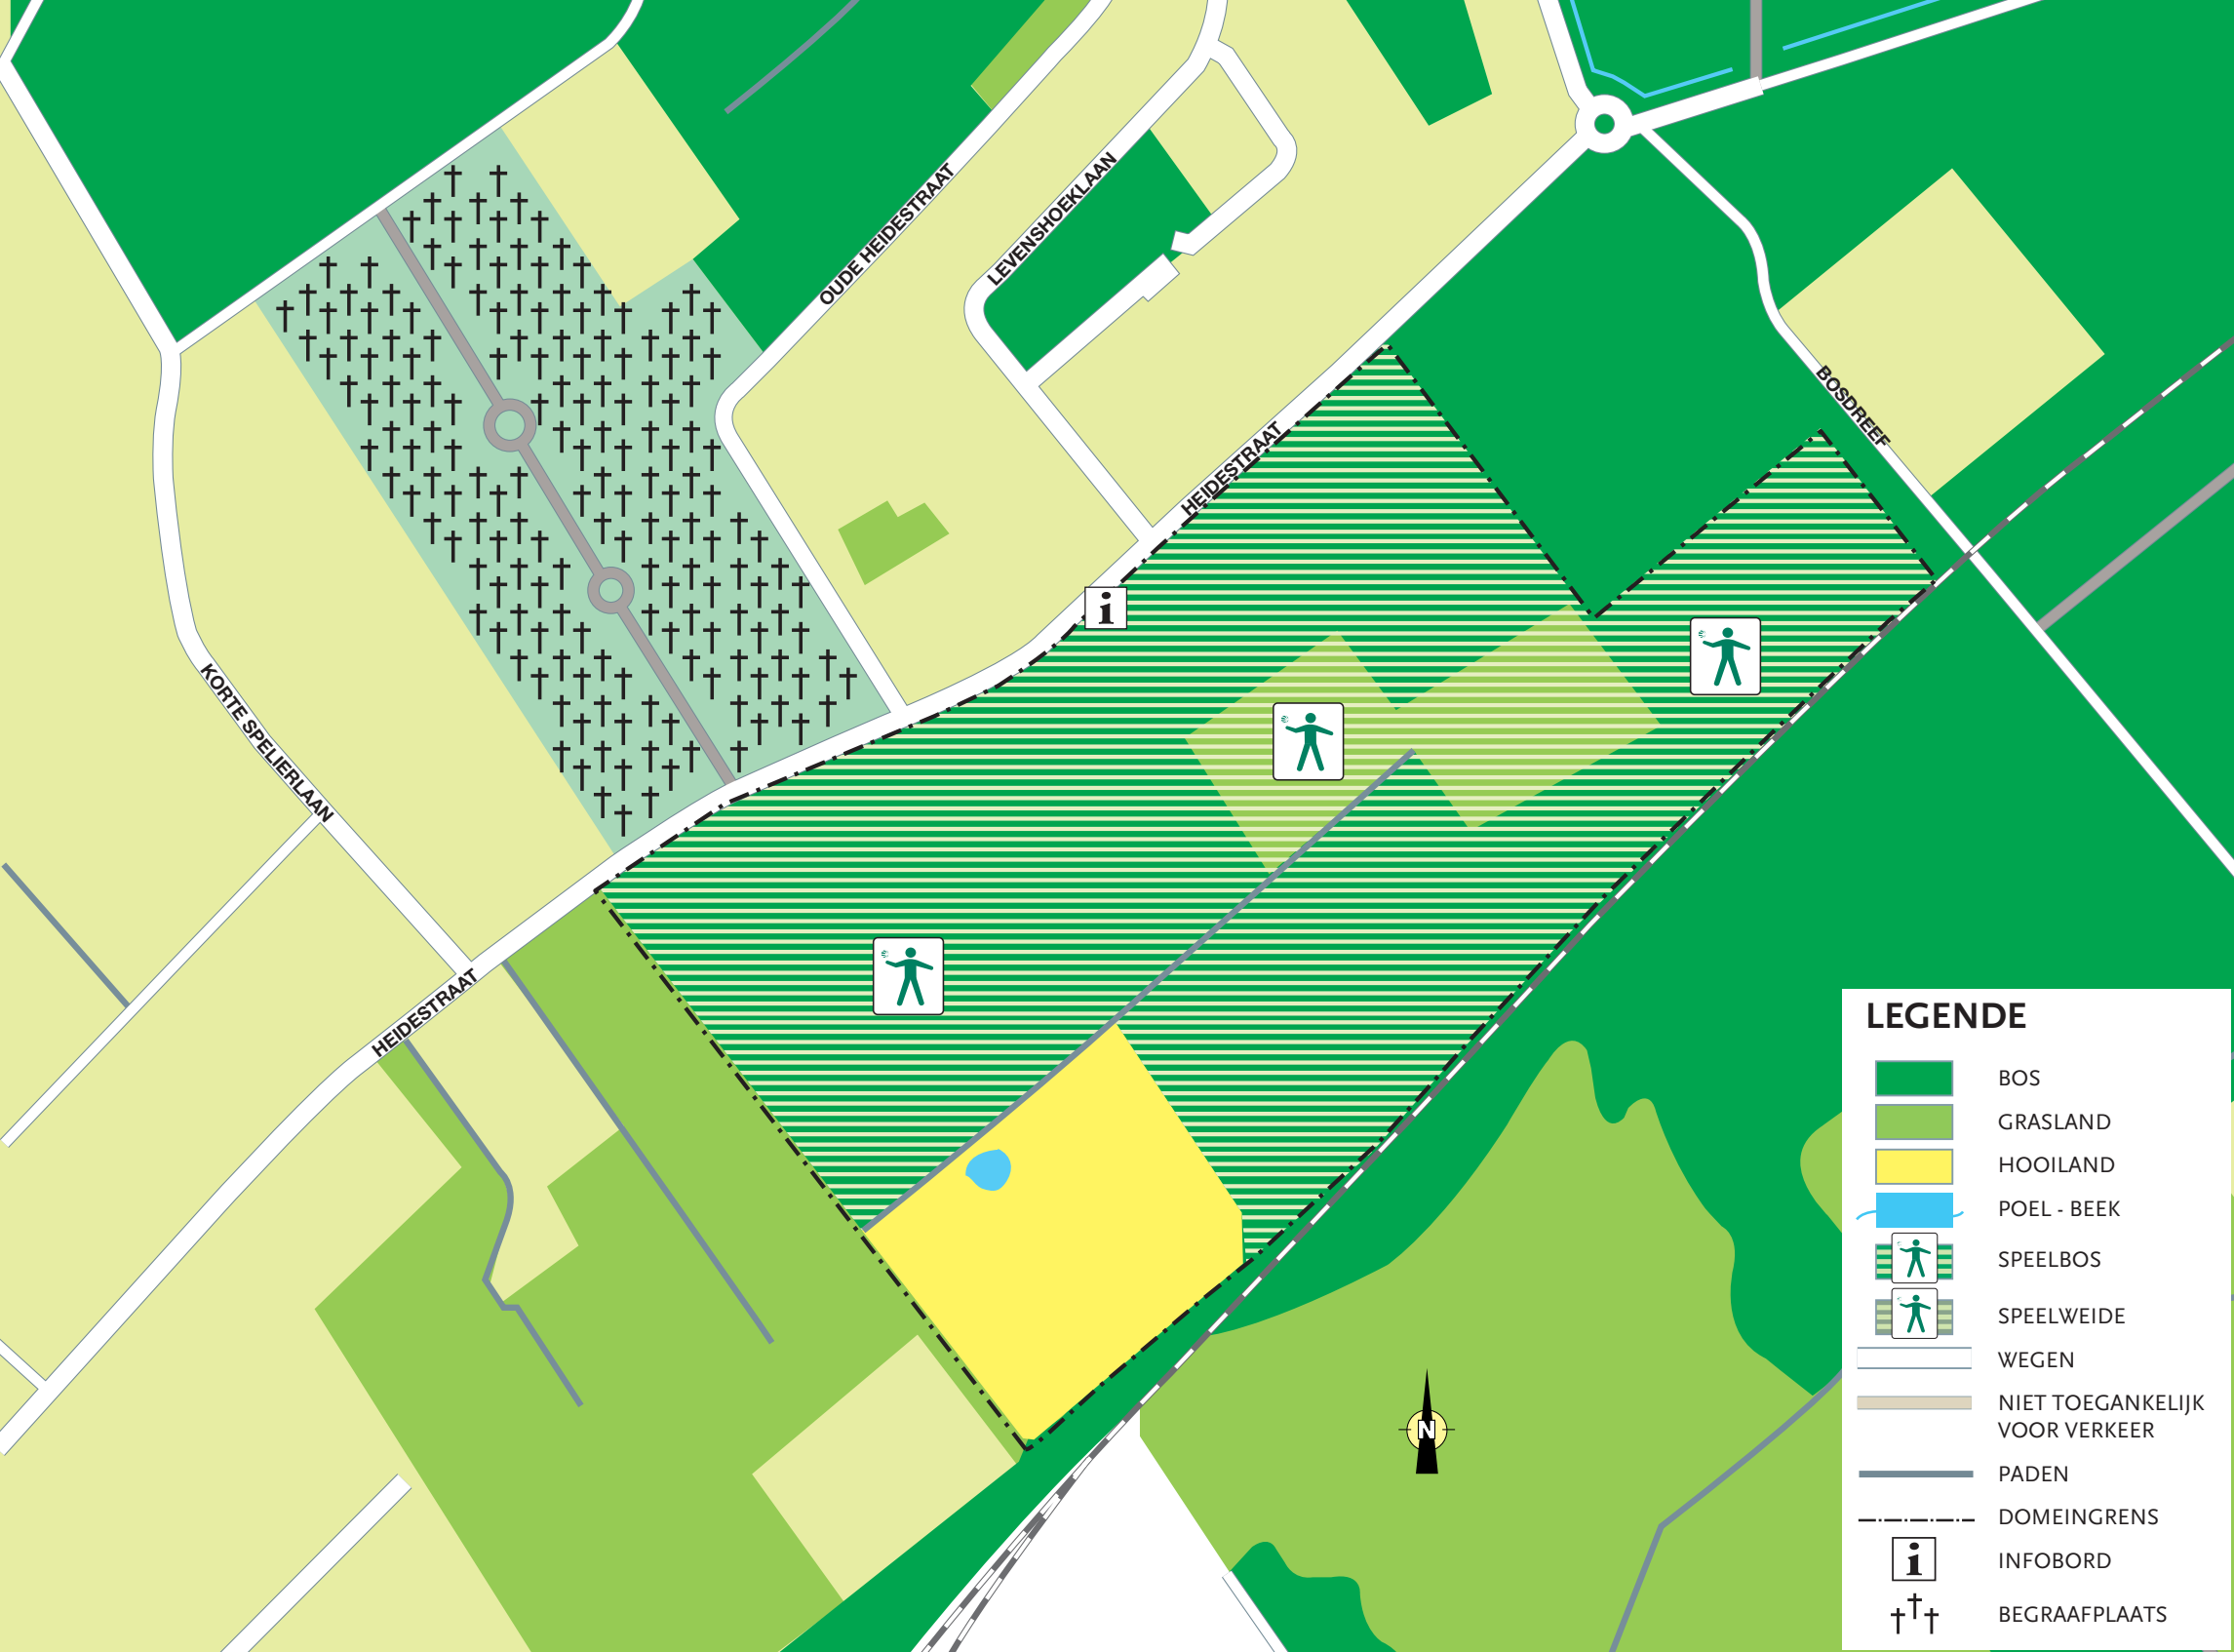 OUDE HEIDESTRAAT
LEVENSHOEKLAAN
HEIDESTRAAT
BOSDREEF
i
KORTE SPELIERLAAN
HEIDESTRAAT
N
LEGENDE
BOS
GRASLAND
HOOILAND
POEL - BEEK
SPEELBOS
SPEELWEIDE
WEGEN
NIET TOEGANKELIJK
VOOR VERKEER
PADEN
DOMEINGRENS
i INFOBORD
BEGRAAFPLAATS